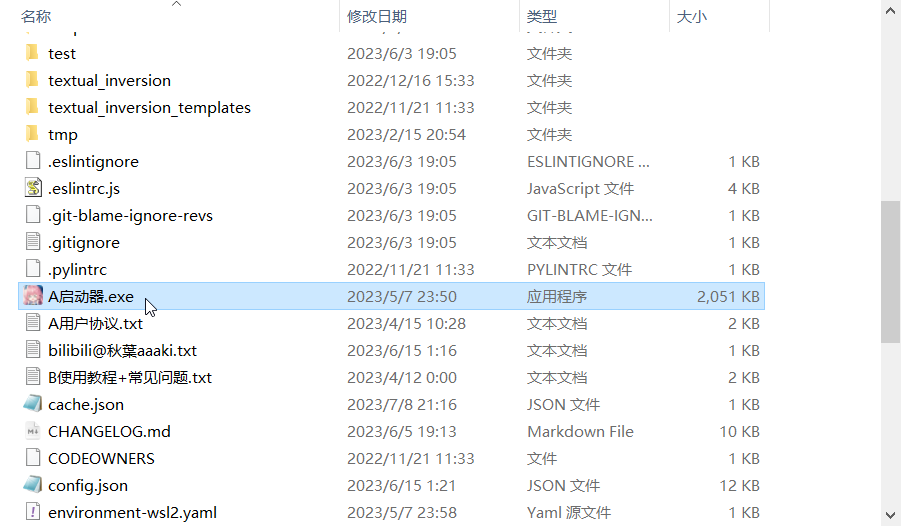 名称 修改日期 类型 大小
test 2023/6/3 19:05 文件夹
textual_inversion 2022/12/16 15:33 文件夹
textual_inversion_templates 2022/11/21 11:33 文件夹
tmp 2023/2/15 20:54 文件夹
.eslintignore 2023/6/3 19:05 ESLINTIGNORE ... 1 KB
.eslintrc.js 2023/6/3 19:05 JavaScript 文件 4 KB
.git-blame-ignore-revs 2023/6/3 19:05 GIT-BLAME-IGN... 1 KB
.gitignore 2023/6/3 19:05 文本文档 1 KB
.pylintrc 2022/11/21 11:33 PYLINTRC 文件 1 KB
A启动器.exe 2023/5/7 23:50 应用程序 2,051 KB
A用户协议.txt 2023/4/15 10:28 文本文档 2 KB
bilibili@秋葉aaaki.txt 2023/6/15 1:16 文本文档 1 KB
B使用教程+常见问题.txt 2023/4/12 0:00 文本文档 2 KB
cache.json 2023/7/8 21:16 JSON 文件 1 KB
CHANGELOG.md 2023/6/5 19:13 Markdown File 10 KB
CODEOWNERS 2022/11/21 11:33 文件 1 KB
config.json 2023/6/15 1:21 JSON 文件 12 KB
environment-wsl2.yaml 2023/5/7 23:58 Yaml 源文件 1 KB